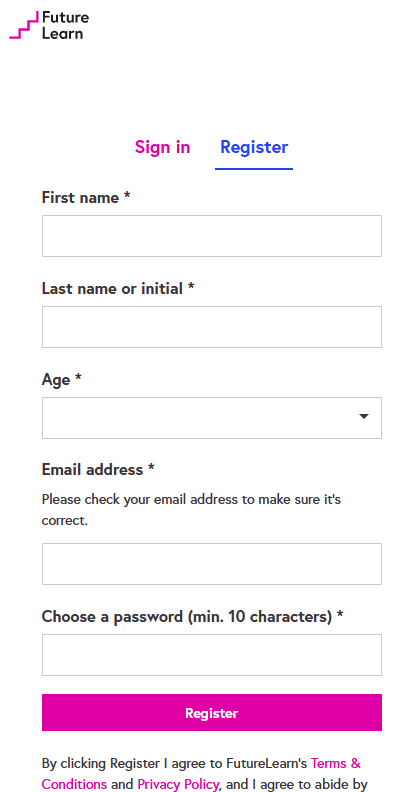 Future
Learn
Sign in
Register
First name *
Last name or initial *
Age *
Email address *
Please check your email address to make sure it's
correct.
Choose a password (min. 10 characters) *
Register
By clicking Register I agree to FutureLearn's Terms &
Conditions and Privacy Policy, and I agree to abide by